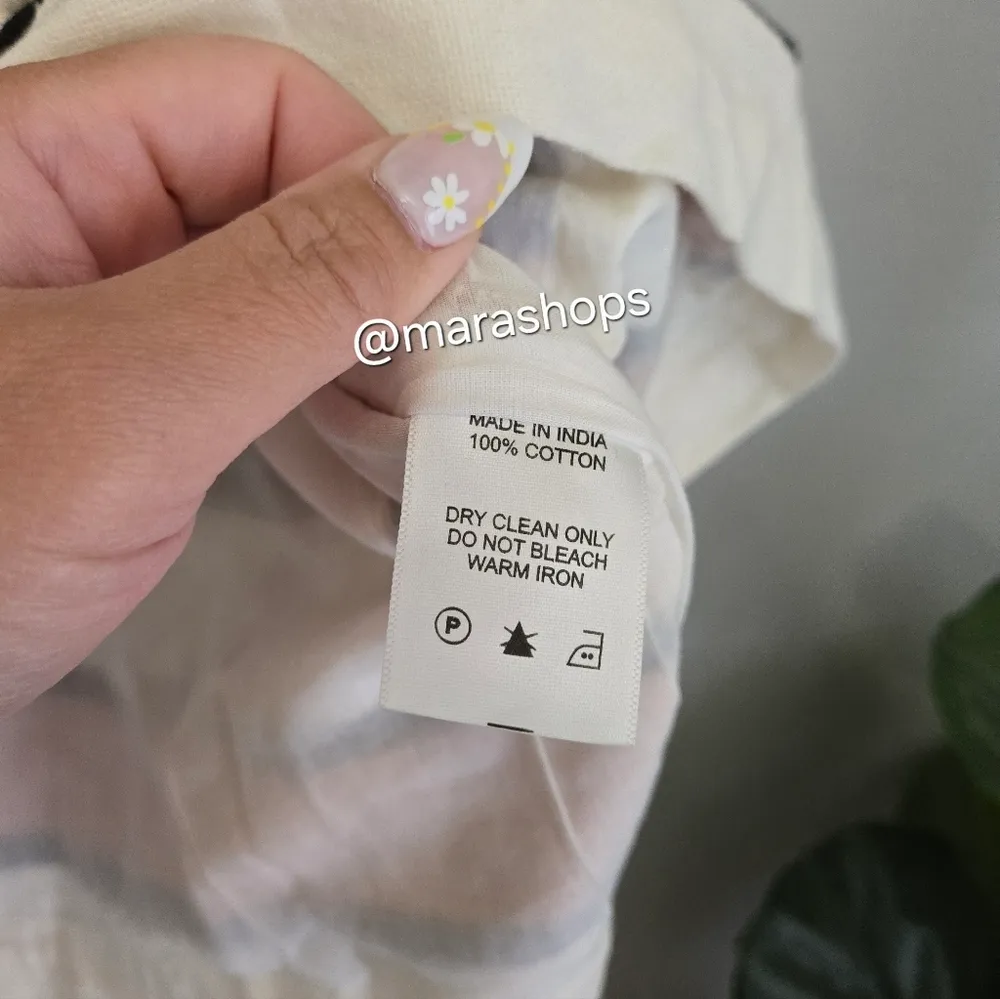 @marashops
MADE IN INDIA
100% COTTON
DRY CLEAN ONLY
DO NOT BLEACH
WARM IRON
P